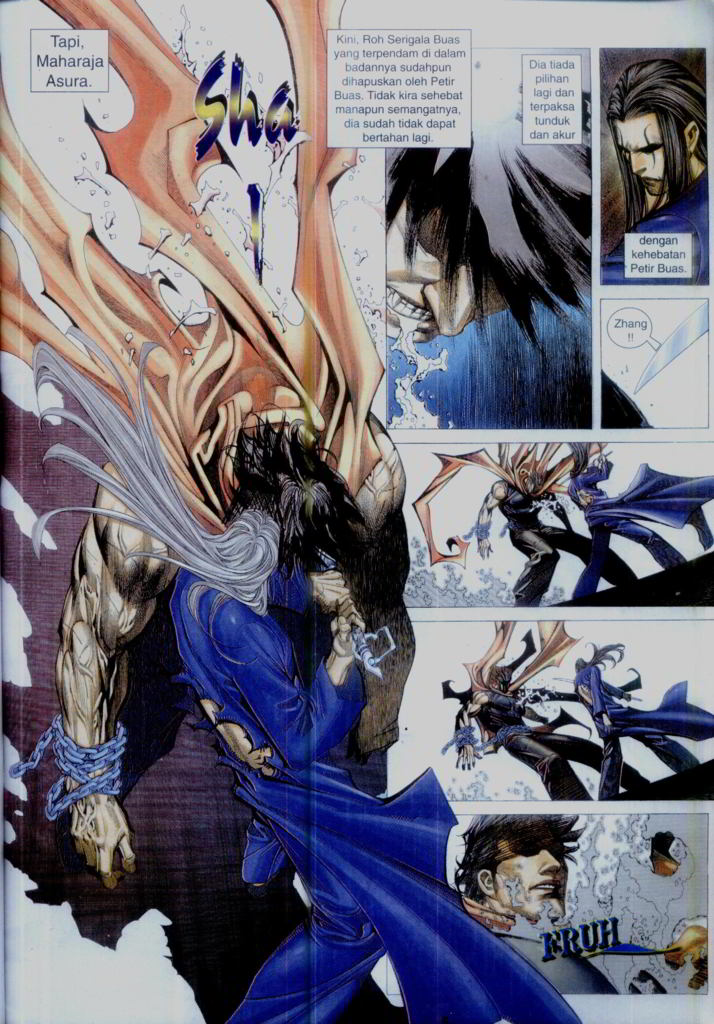 Tapi,
Maharaja
Asura.
Sha
!
Kini, Roh Serigala Buas
yang terpendam di dalam
badannya sudahpun
dihapuskan oleh Petir
Buas. Tidak kira sehebat
manapun semangatnya,
dia sudah tidak dapat
bertahan lagi.
Dia tiada
pilihan
lagi dan
terpaksa
tunduk
dan akur
dengan
kehebatan
Petir Buas.
Zhang
!!
FRUH